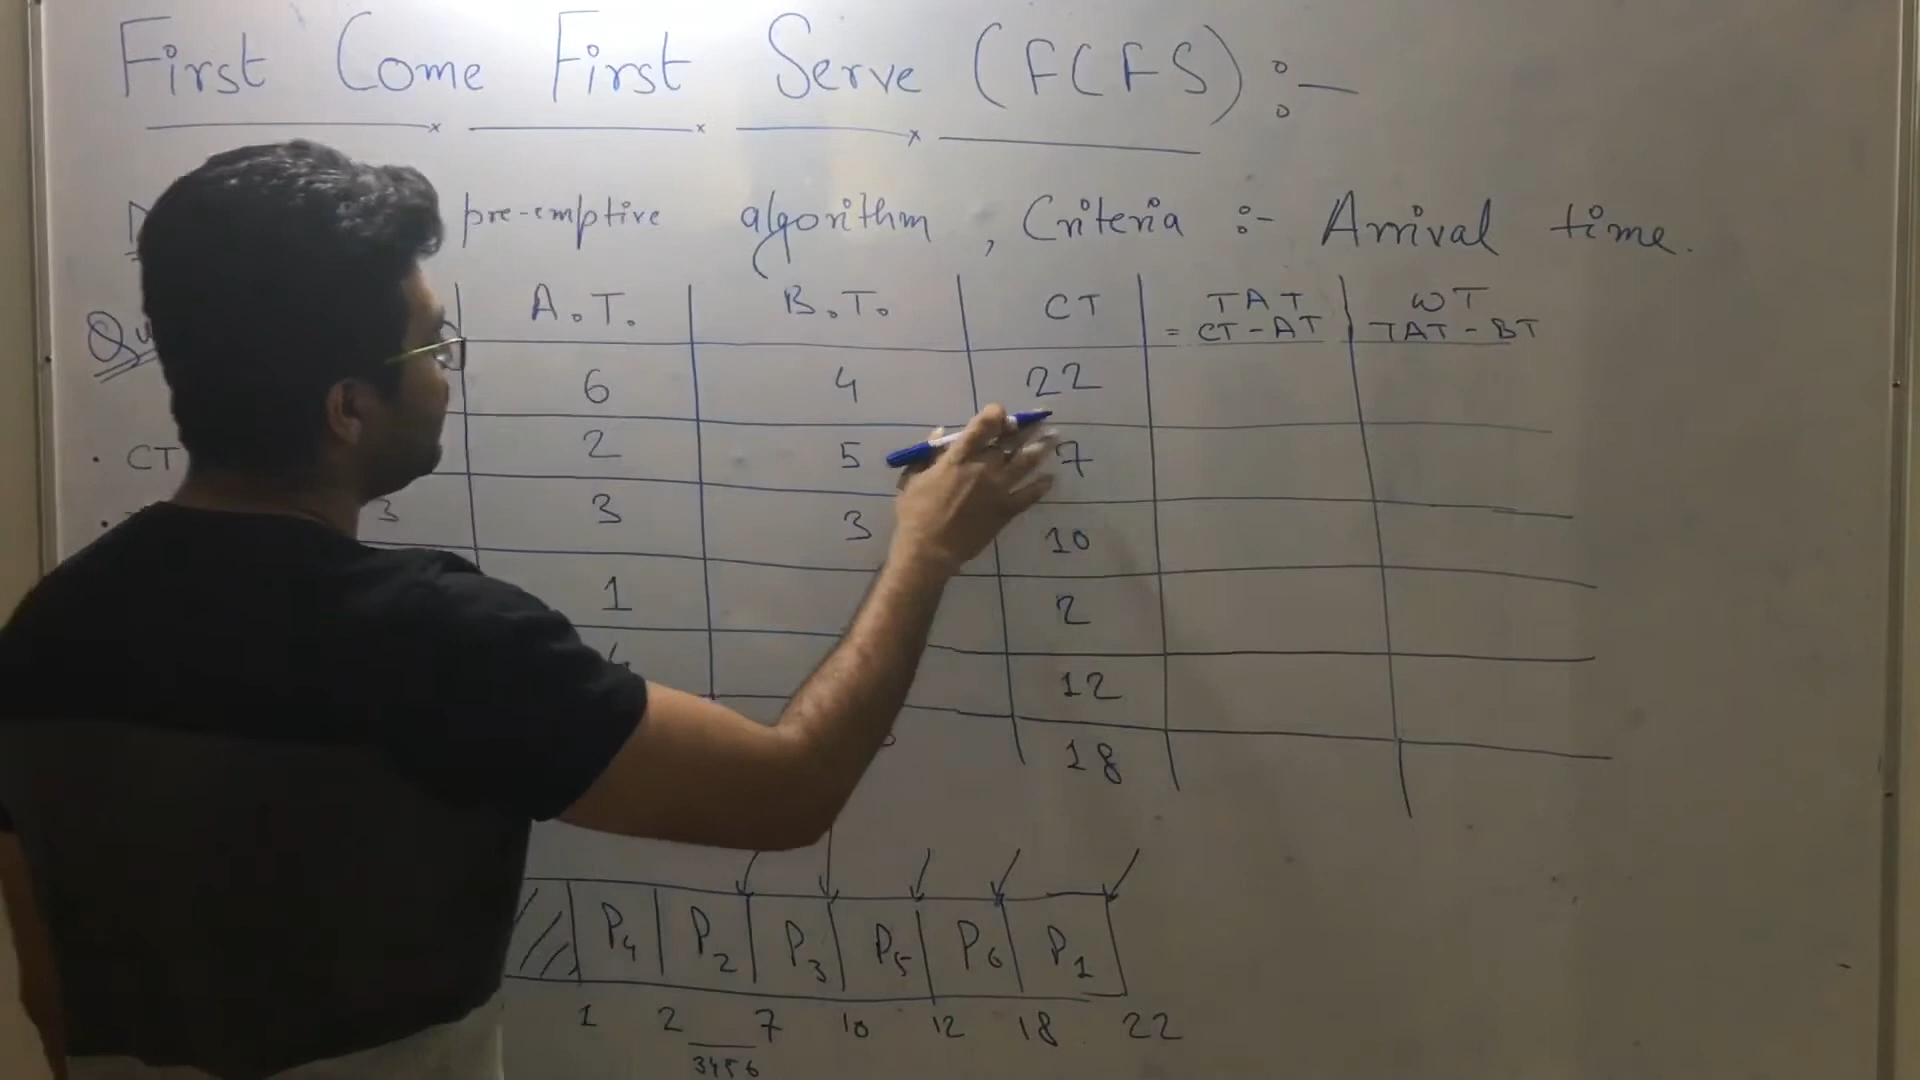 First Come First Serve (FCFS) :-
pre-emptive algorithm , Criteria :- Arrival time.
A.T. B.T. CT TAT = CT - AT WT TAT - BT
6 4 22
• CT 2 5 7
3 3 3 10
1 2
4 12
18
P4 P2 P3 P5 P6 P1
1 2 7 10 12 18 22
3456